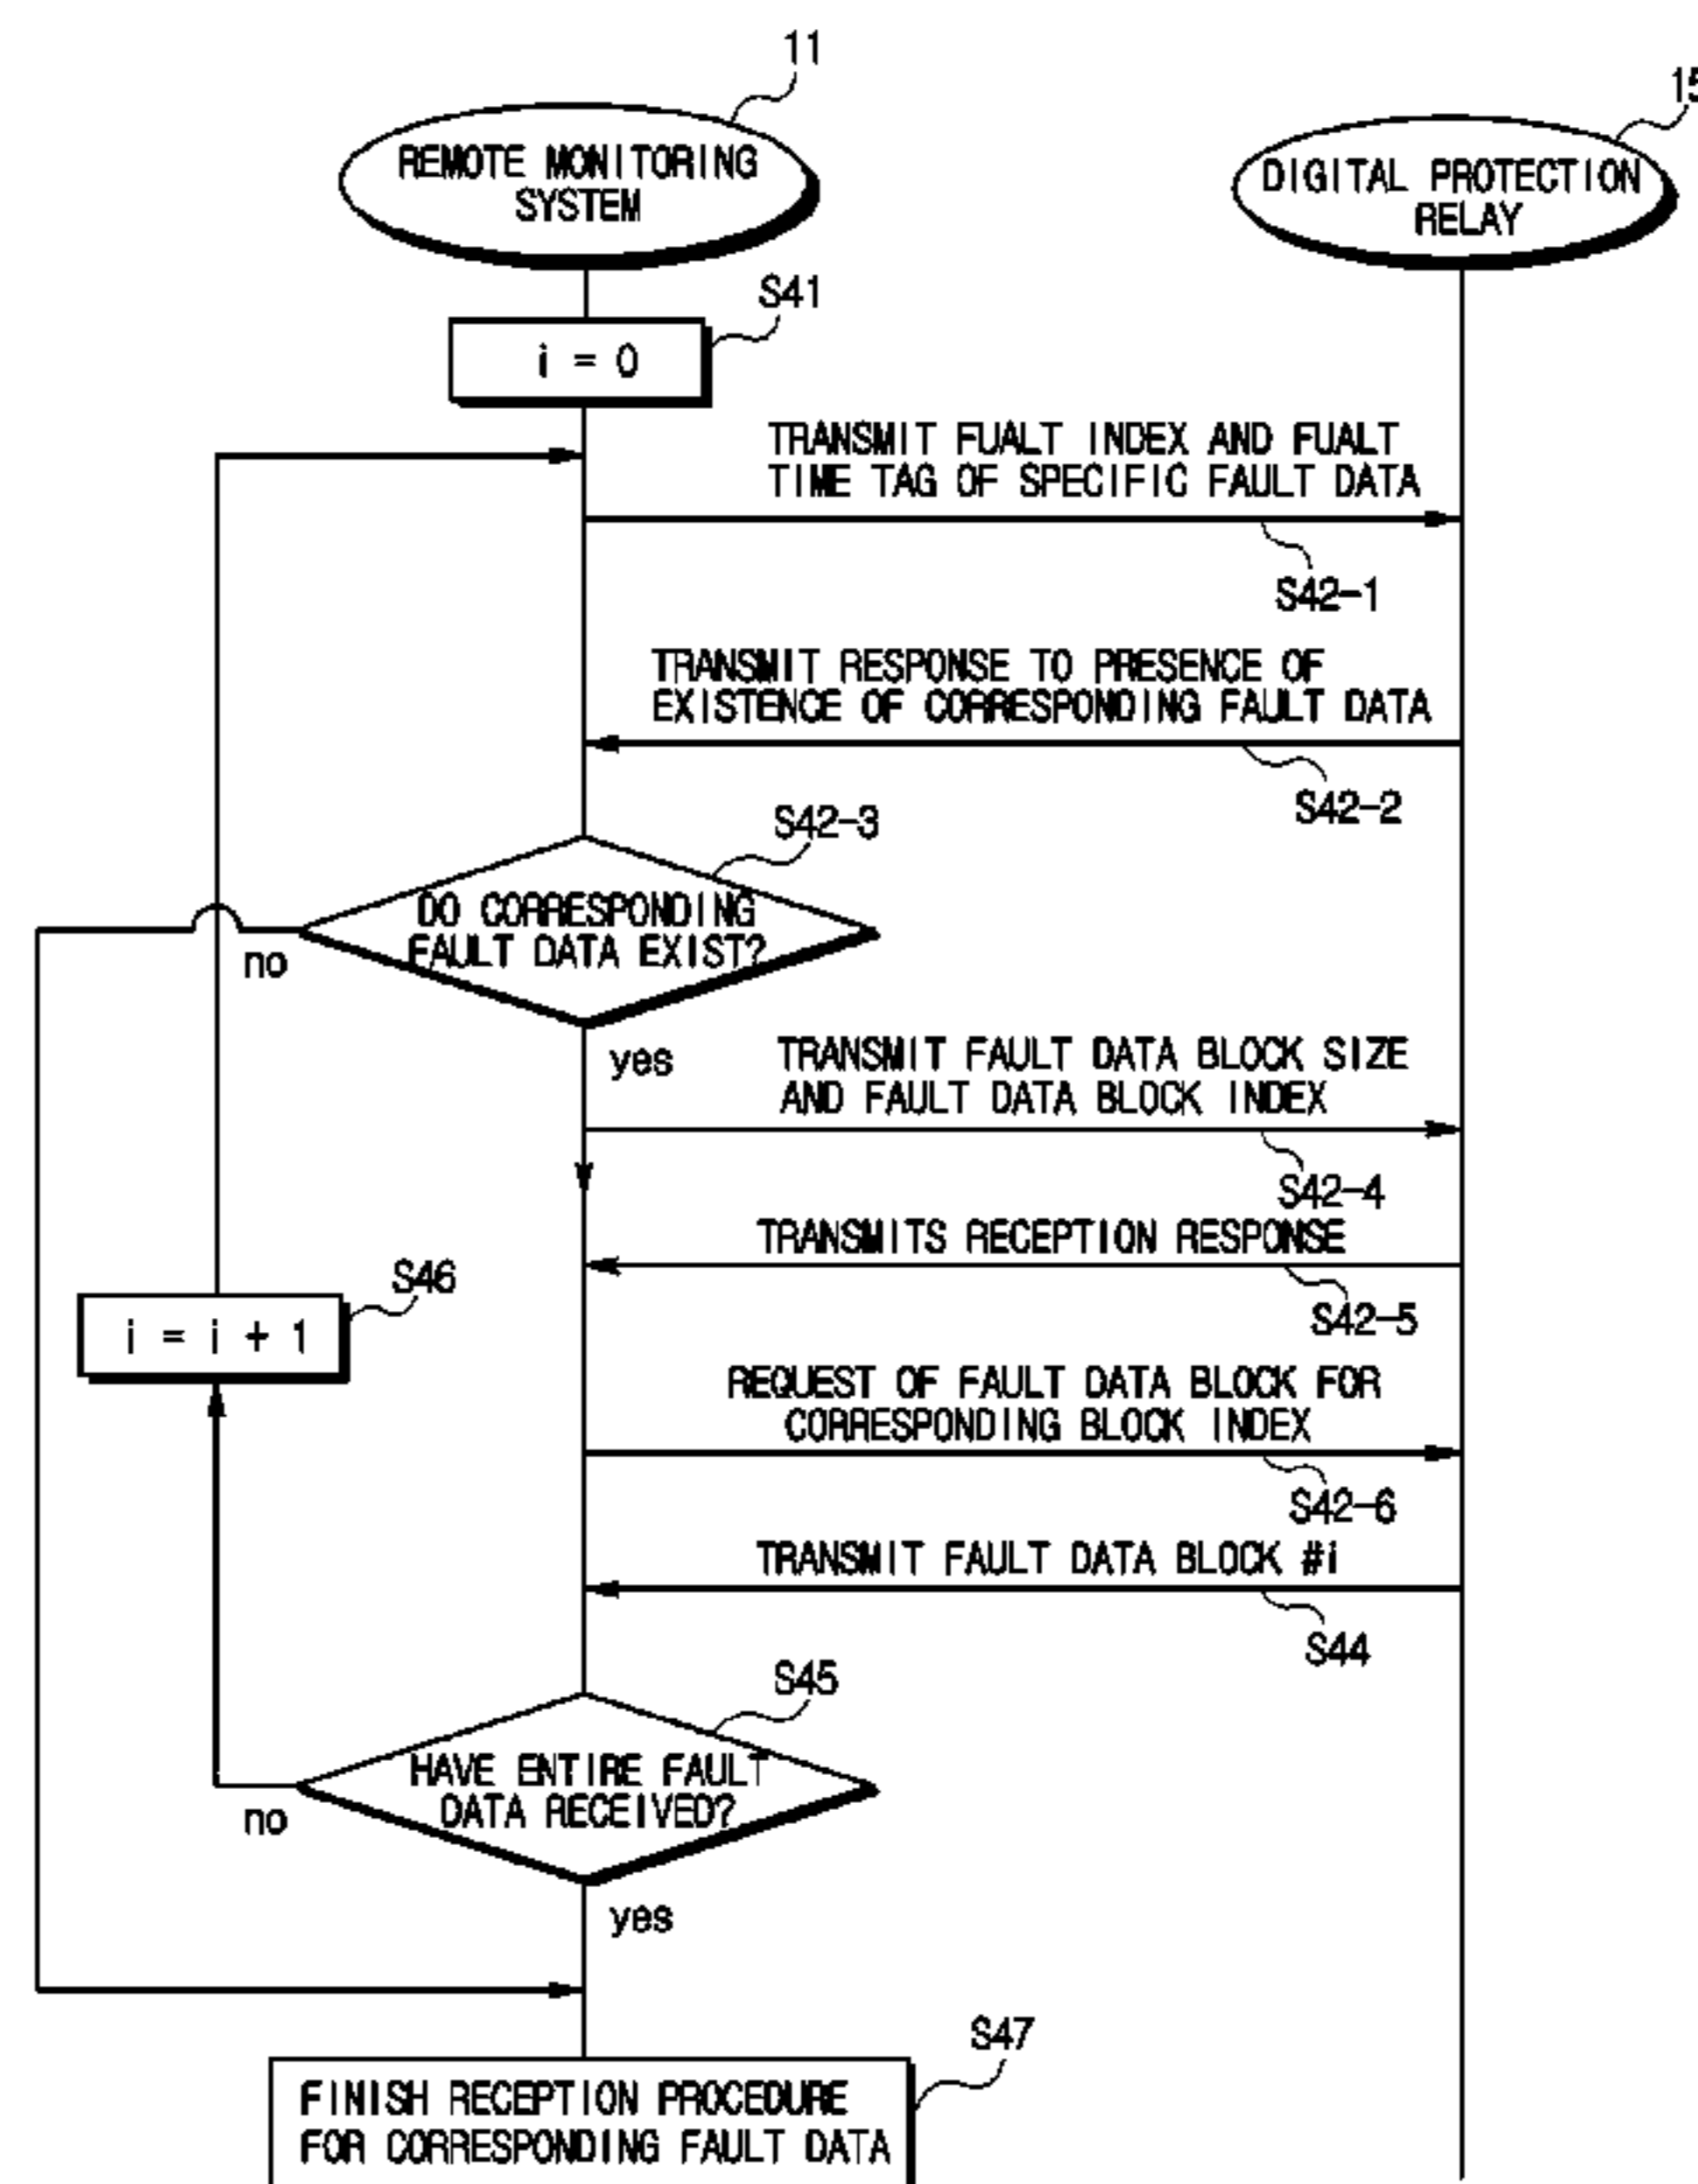 11
15
REMOTE MONITORING
SYSTEM
DIGITAL PROTECTION
RELAY
S41
i = 0
TRANSMIT FUALT INDEX AND FUALT
TIME TAG OF SPECIFIC FAULT DATA
S42-1
TRANSMIT RESPONSE TO PRESENCE OF
EXISTENCE OF CORRESPONDING FAULT DATA
S42-2
S42-3
DO CORRESPONDING
FAULT DATA EXIST?
no
yes
TRANSMIT FAULT DATA BLOCK SIZE
AND FAULT DATA BLOCK INDEX
S42-4
TRANSMITS RECEPTION RESPONSE
S42-5
S46
i = i + 1
REQUEST OF FAULT DATA BLOCK FOR
CORRESPONDING BLOCK INDEX
S42-6
TRANSMIT FAULT DATA BLOCK #i
S44
S45
HAVE ENTIRE FAULT
DATA RECEIVED?
no
yes
S47
FINISH RECEPTION PROCEDURE
FOR CORRESPONDING FAULT DATA